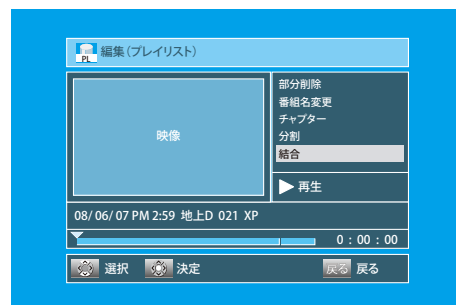 PL 編集（プレイリスト）
映像
部分削除
番組名変更
チャプター
分割
結合
再生
08/06/07 PM 2:59 地上D 021 XP
0:00:00
選択 決定 戻る 戻る